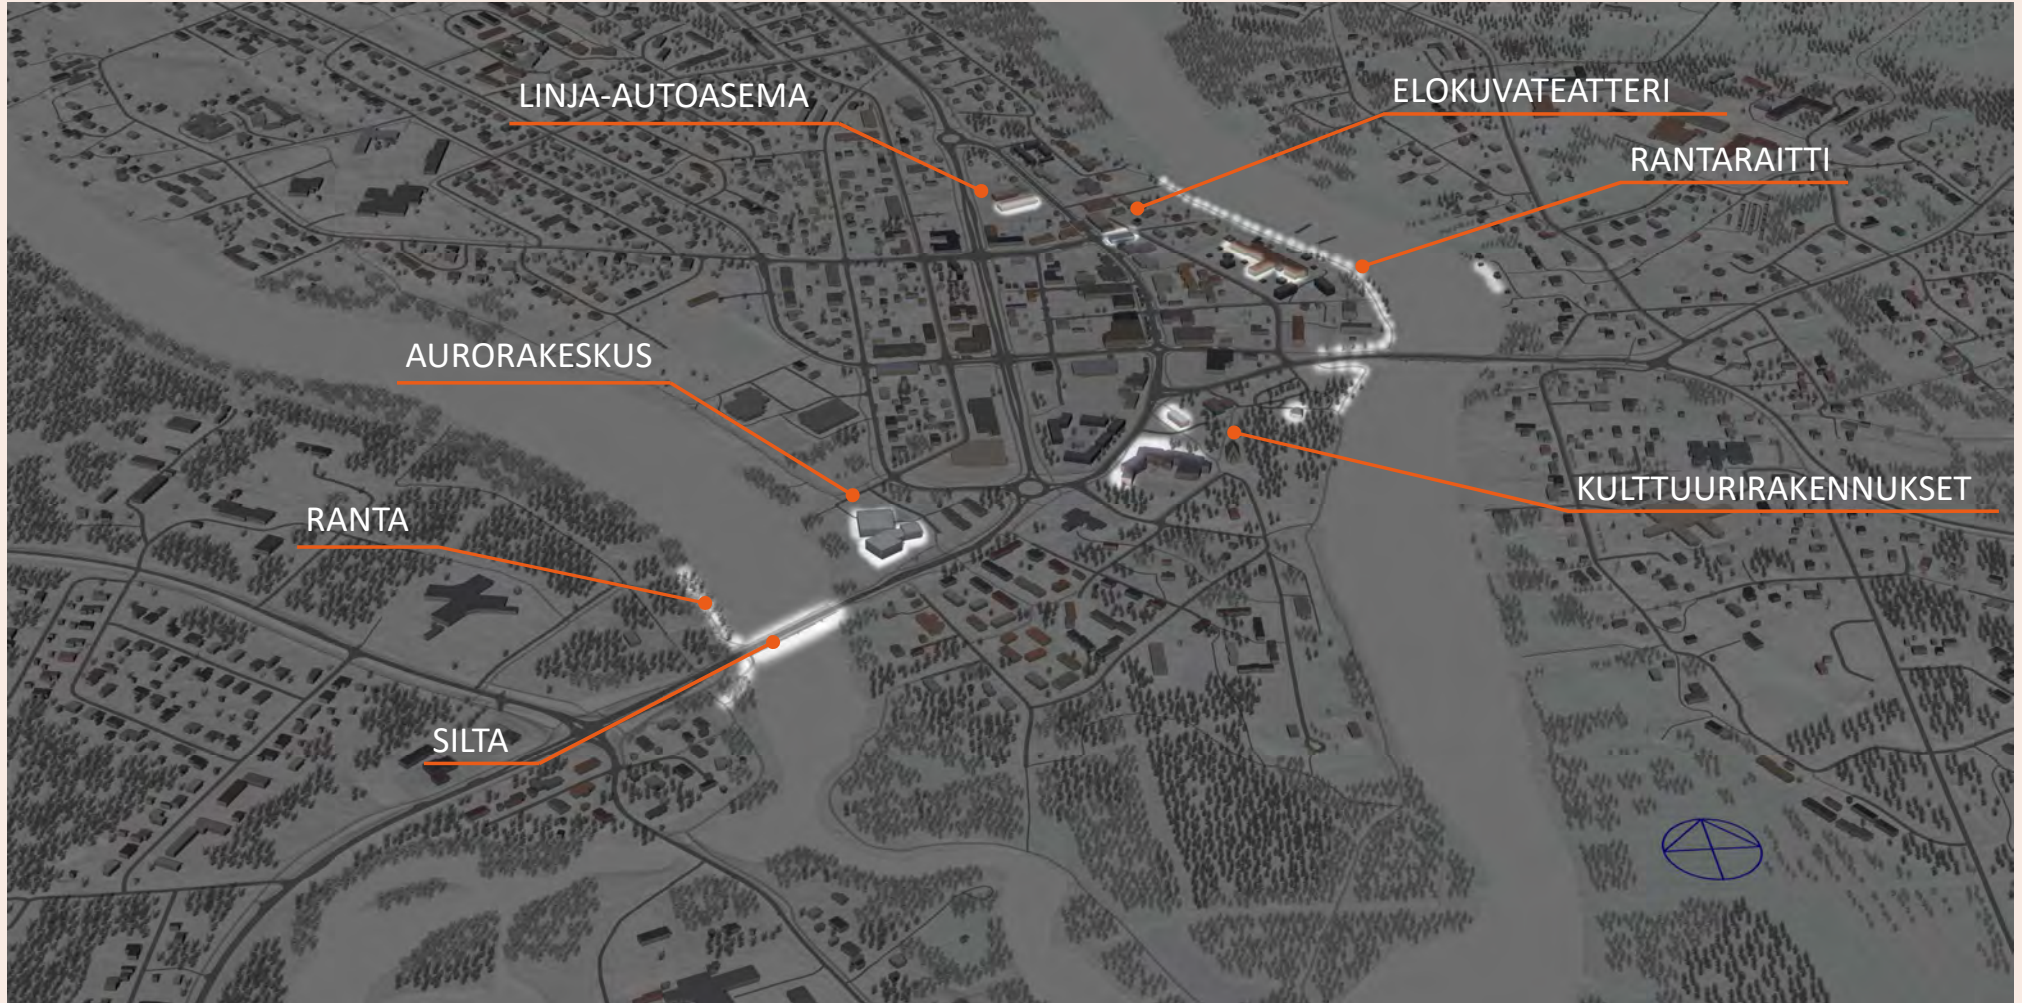 LINJA-AUTOASEMA
ELOKUVATEATTERI
RANTARAITTI
AURORAKESKUS
KULTTUURIRAKENNUKSET
RANTA
SILTA